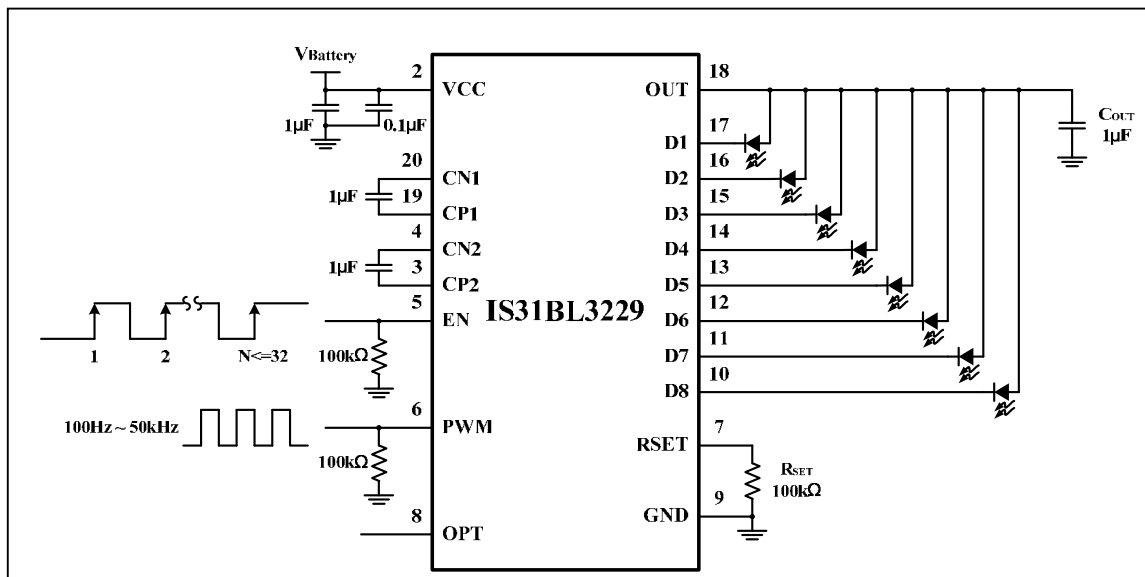 VBattery
2
VCC
1μF
0.1μF
20
CN1
1μF
19
CP1
4
CN2
1μF
3
CP2
5
EN
1
2
N<=32
100kΩ
6
100Hz ~ 50kHz
PWM
100kΩ
8
OPT
IS31BL3229
18
OUT
COUT
1μF
17
D1
16
D2
15
D3
14
D4
13
D5
12
D6
11
D7
10
D8
7
RSET
RSET
100kΩ
9
GND